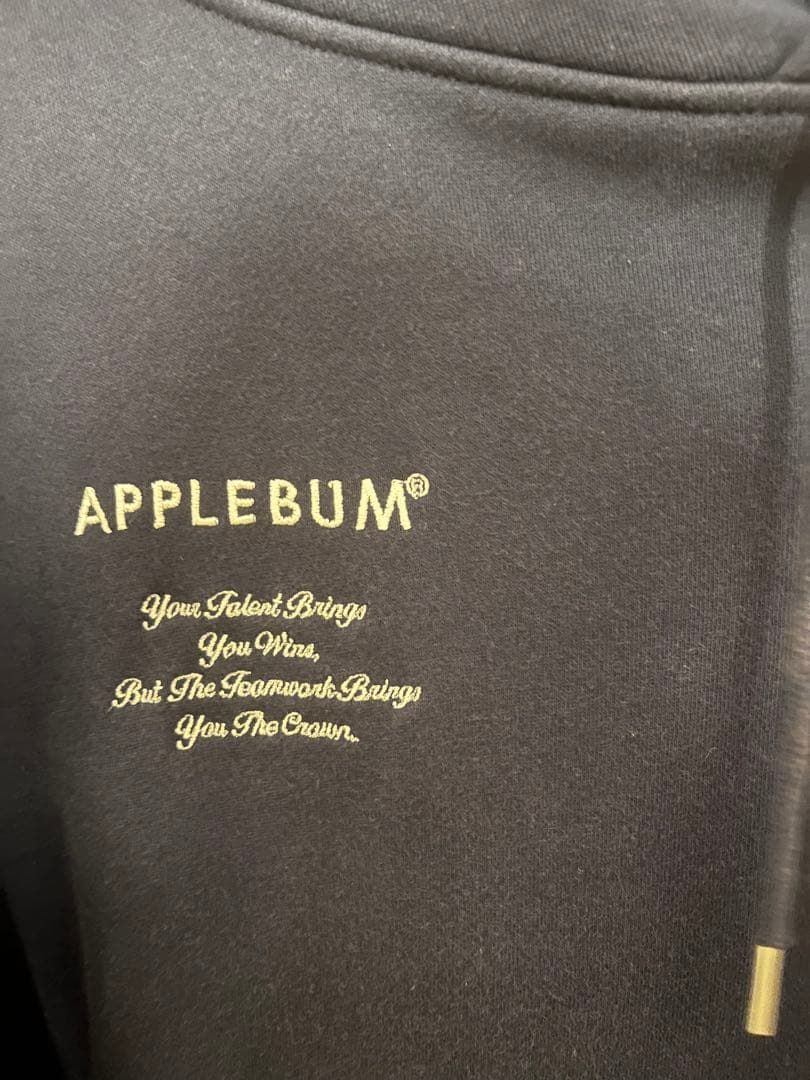 APPLEBUM®
Your Talent Brings
You Wins,
But The Teamwork Brings
You The Crown..